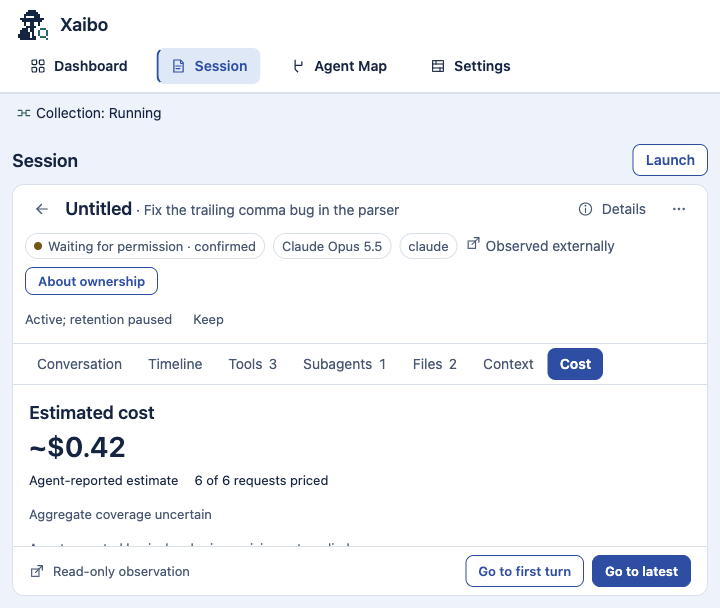 Xaibo
Dashboard Session Agent Map Settings
Collection: Running
Session Launch
Untitled · Fix the trailing comma bug in the parser Details ···
Waiting for permission · confirmed Claude Opus 5.5 claude Observed externally
About ownership
Active; retention paused Keep
Conversation Timeline Tools 3 Subagents 1 Files 2 Context Cost
Estimated cost
~$0.42
Agent-reported estimate 6 of 6 requests priced
Aggregate coverage uncertain
Read-only observation Go to first turn Go to latest